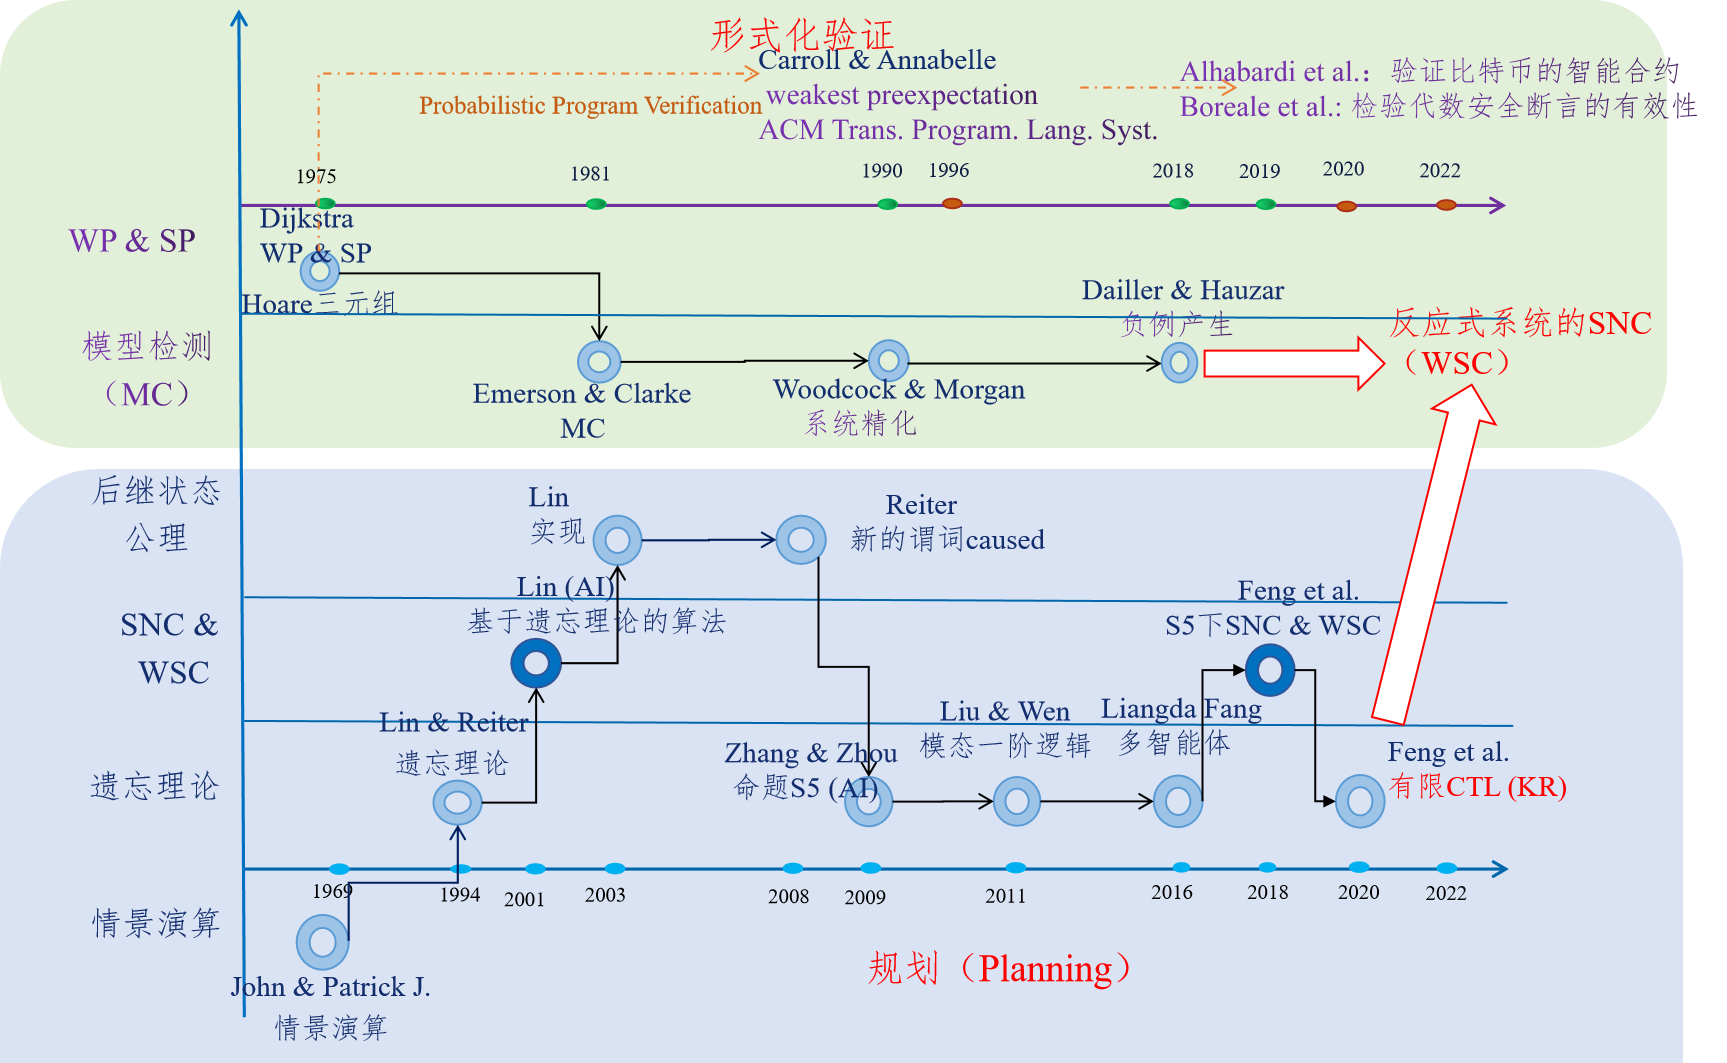 形式化验证
Carroll & Annabelle
weakest preexpectation
ACM Trans. Program. Lang. Syst.
Probabilistic Program Verification
Alhabardi et al.：验证比特币的智能合约
Boreale et al.: 检验代数安全断言的有效性
1975
1981
1990
1996
2018
2019
2020
2022
WP & SP
Dijkstra
WP & SP
Hoare三元组
模型检测
（MC）
Emerson & Clarke
MC
Woodcock & Morgan
系统精化
Dailler & Hauzar
负例产生
反应式系统的SNC
（WSC）
后继状态
公理
Lin
实现
Reiter
新的谓词caused
SNC &
WSC
Lin (AI)
基于遗忘理论的算法
Feng et al.
S5下SNC & WSC
遗忘理论
Lin & Reiter
遗忘理论
Zhang & Zhou
命题S5 (AI)
Liu & Wen
模态一阶逻辑
Liangda Fang
多智能体
Feng et al.
有限CTL (KR)
1969
1994
2001
2003
2008
2009
2011
2016
2018
2020
2022
情景演算
John & Patrick J.
情景演算
规划（Planning）